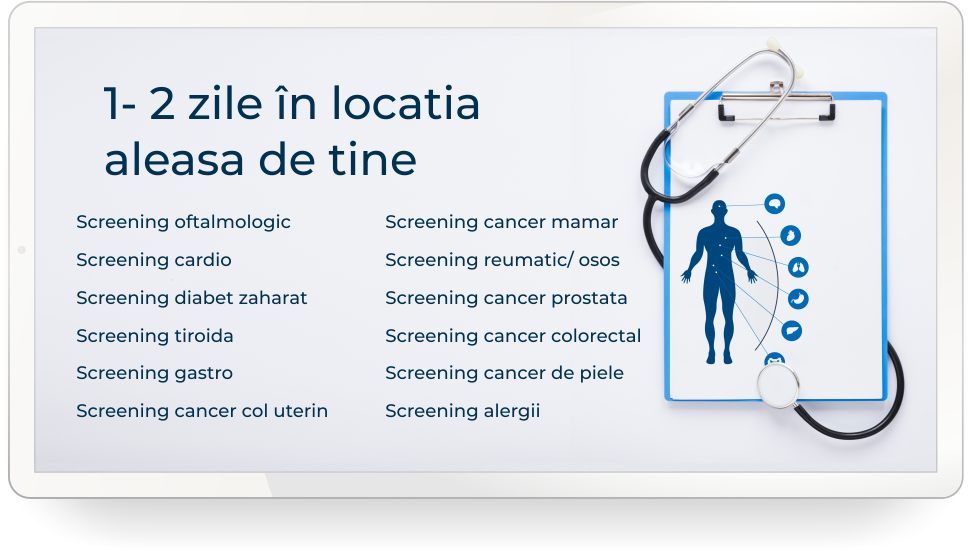 1- 2 zile în locatia
aleasa de tine
Screening oftalmologic
Screening cardio
Screening diabet zaharat
Screening tiroida
Screening gastro
Screening cancer col uterin
Screening cancer mamar
Screening reumatic/ osos
Screening cancer prostata
Screening cancer colorectal
Screening cancer de piele
Screening alergii